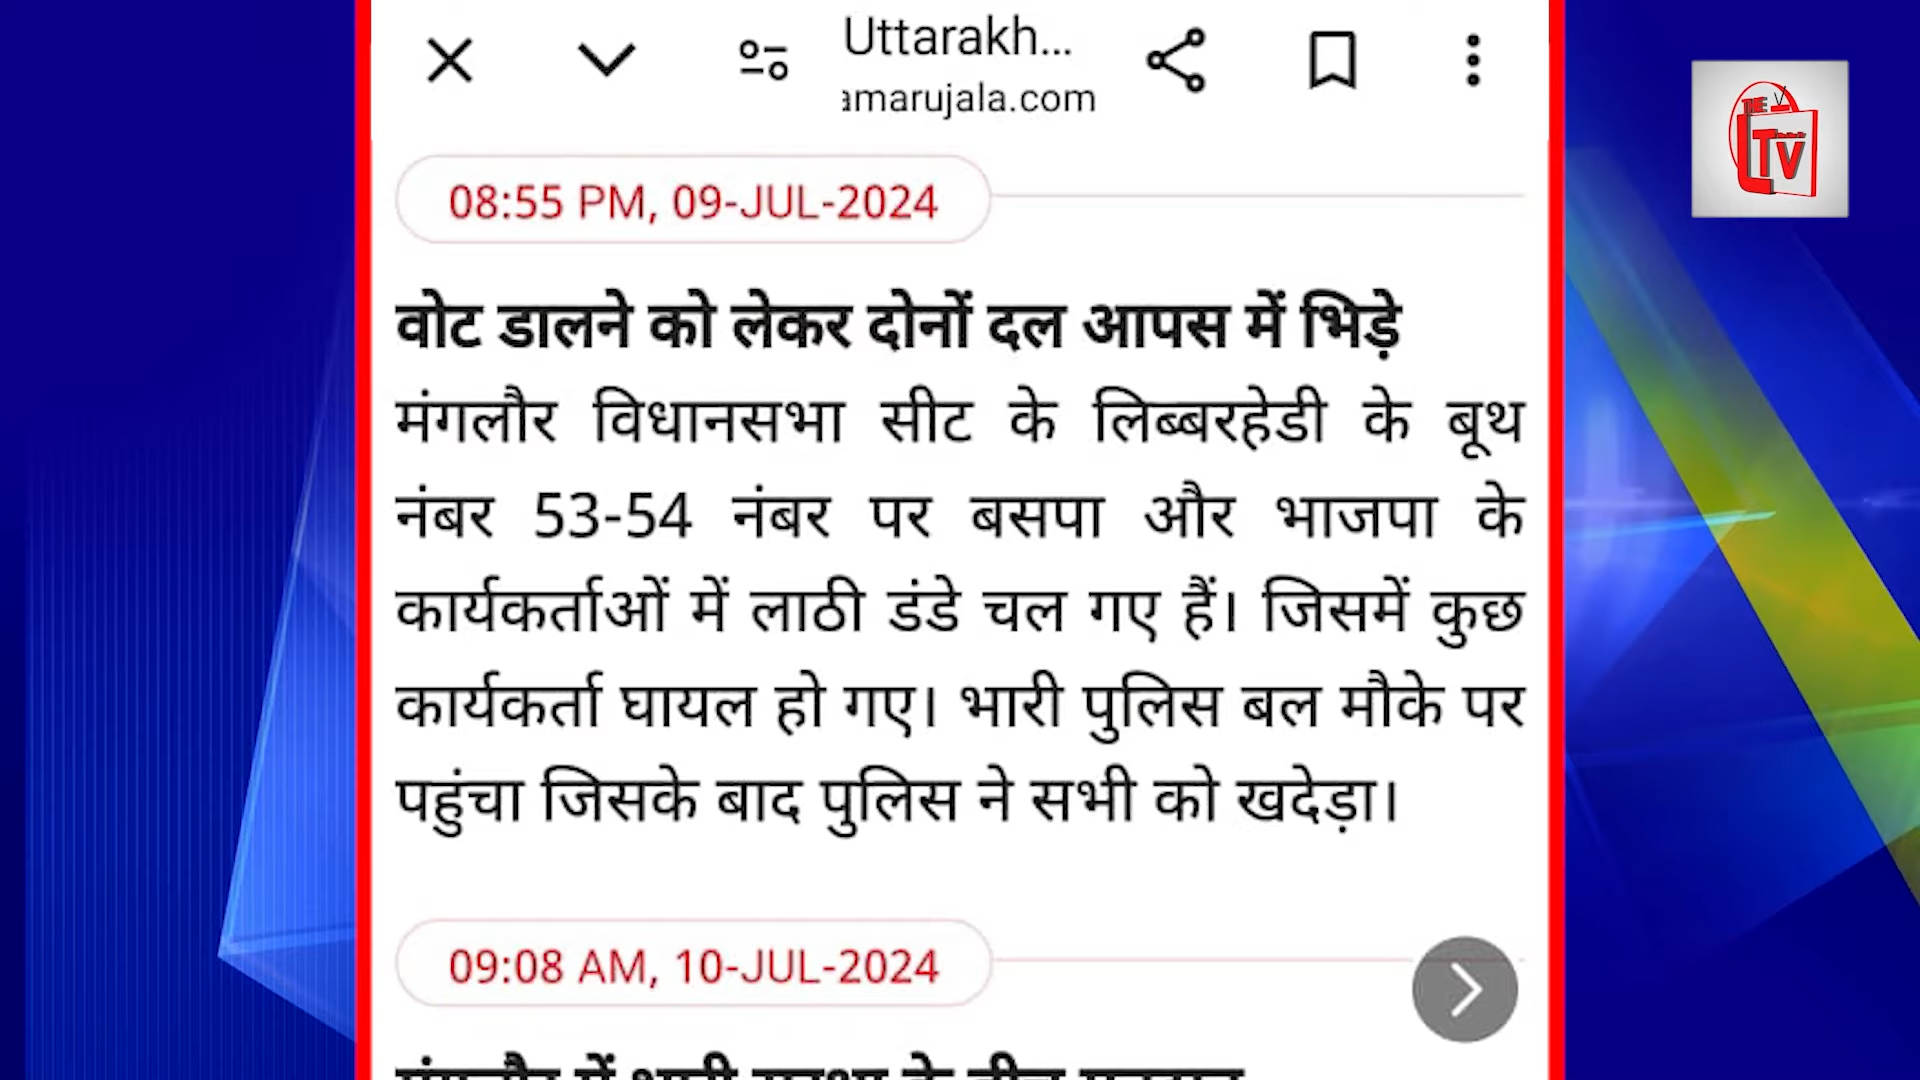 Uttarakh...
amarujala.com
THE
LTV
08:55 PM, 09-JUL-2024
वोट डालने को लेकर दोनों दल आपस में भिड़े
मंगलौर विधानसभा सीट के लिब्बरहेडी के बूथ
नंबर 53-54 नंबर पर बसपा और भाजपा के
कार्यकर्ताओं में लाठी डंडे चल गए हैं। जिसमें कुछ
कार्यकर्ता घायल हो गए। भारी पुलिस बल मौके पर
पहुंचा जिसके बाद पुलिस ने सभी को खदेड़ा।
09:08 AM, 10-JUL-2024